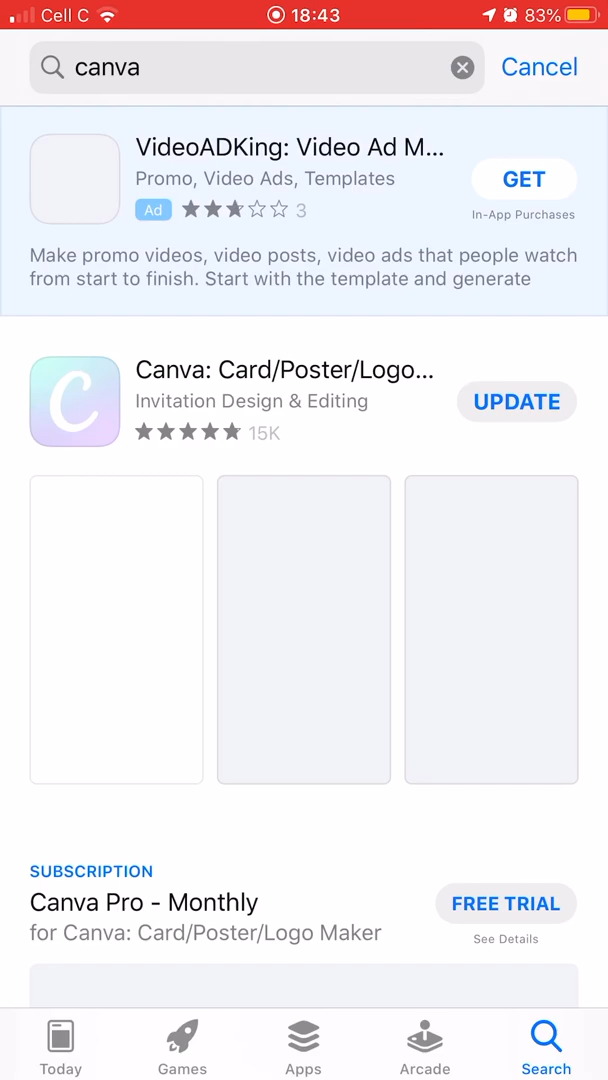 Cell C 18:43 83%
canva Cancel
VideoADKing: Video Ad M...
Promo, Video Ads, Templates
GET
Ad 3
In-App Purchases
Make promo videos, video posts, video ads that people watch
from start to finish. Start with the template and generate
C
Canva: Card/Poster/Logo...
Invitation Design & Editing
UPDATE
15K
SUBSCRIPTION
Canva Pro - Monthly
FREE TRIAL
for Canva: Card/Poster/Logo Maker
See Details
Today Games Apps Arcade Search